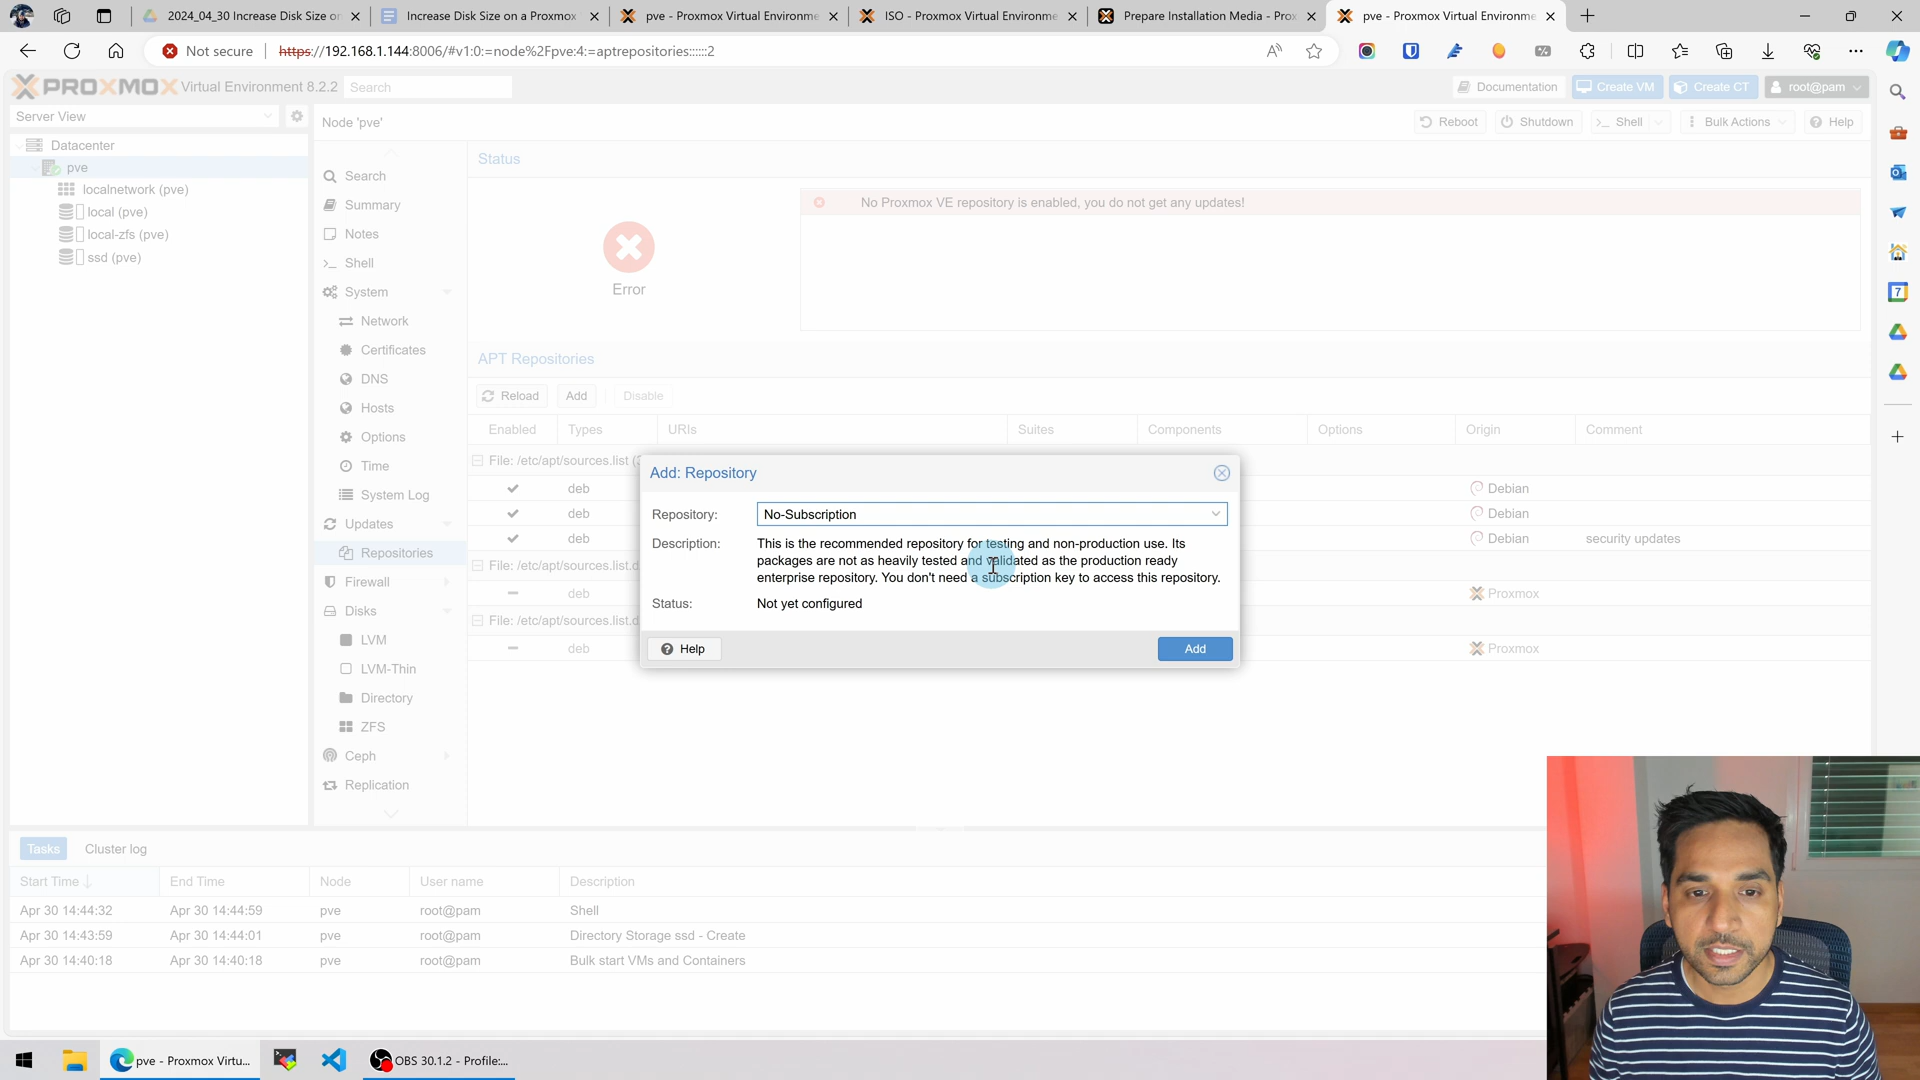 2024_04_30 Increase Disk Size or
Increase Disk Size on a Proxmox
pve - Proxmox Virtual Environme
ISO - Proxmox Virtual Environme
Prepare Installation Media - Prox
pve - Proxmox Virtual Environme
Not secure
https://192.168.1.144:8006/#v1:0:=node%2Fpve:4:=aptrepositories::::::2
PROXMOX Virtual Environment 8.2.2
Search
Documentation
Create VM
Create CT
root@pam
Server View
Node 'pve'
Reboot
Shutdown
Shell
Bulk Actions
Help
Datacenter
pve
localnetwork (pve)
local (pve)
local-zfs (pve)
ssd (pve)
Search
Summary
Notes
Shell
System
Network
Certificates
DNS
Hosts
Options
Time
System Log
Updates
Repositories
Firewall
Disks
LVM
LVM-Thin
Directory
ZFS
Ceph
Replication
Status
Error
No Proxmox VE repository is enabled, you do not get any updates!
APT Repositories
Reload
Add
Disable
Enabled
Types
URIs
Suites
Components
Options
Origin
Comment
File: /etc/apt/sources.list (
deb
Debian
deb
Debian
deb
Debian
security updates
File: /etc/apt/sources.list.d
deb
Proxmox
File: /etc/apt/sources.list.d
deb
Proxmox
Add: Repository
Repository:
No-Subscription
Description:
This is the recommended repository for testing and non-production use. Its
packages are not as heavily tested and validated as the production ready
enterprise repository. You don't need a subscription key to access this repository.
Status:
Not yet configured
Help
Add
Tasks
Cluster log
Start Time
End Time
Node
User name
Description
Apr 30 14:44:32
Apr 30 14:44:59
pve
root@pam
Shell
Apr 30 14:43:59
Apr 30 14:44:01
pve
root@pam
Directory Storage ssd - Create
Apr 30 14:40:18
Apr 30 14:40:18
pve
root@pam
Bulk start VMs and Containers
pve - Proxmox Virtu...
OBS 30.1.2 - Profile:...
7